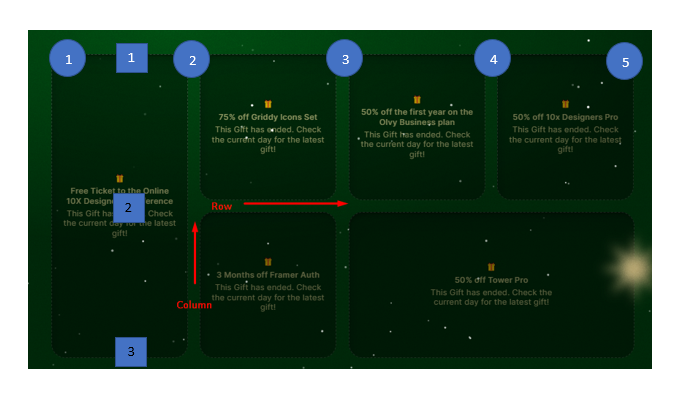 1
1
2
3
4
5
75% off Griddy Icons Set
This Gift has ended. Check
the current day for the latest
gift!
50% off the first year on the
Olvy Business plan
This Gift has ended. Check
the current day for the latest
gift!
50% off 10x Designers Pro
This Gift has ended. Check
the current day for the latest
gift!
Free Ticket to the Online
10X
This Gift
the current day for the latest
gift!
2
Row
Column
3 Months off Framer Auth
This Gift has ended. Check
the current day for the latest
gift!
50% off Tower Pro
This Gift has ended. Check the
current day for the latest gift!
3